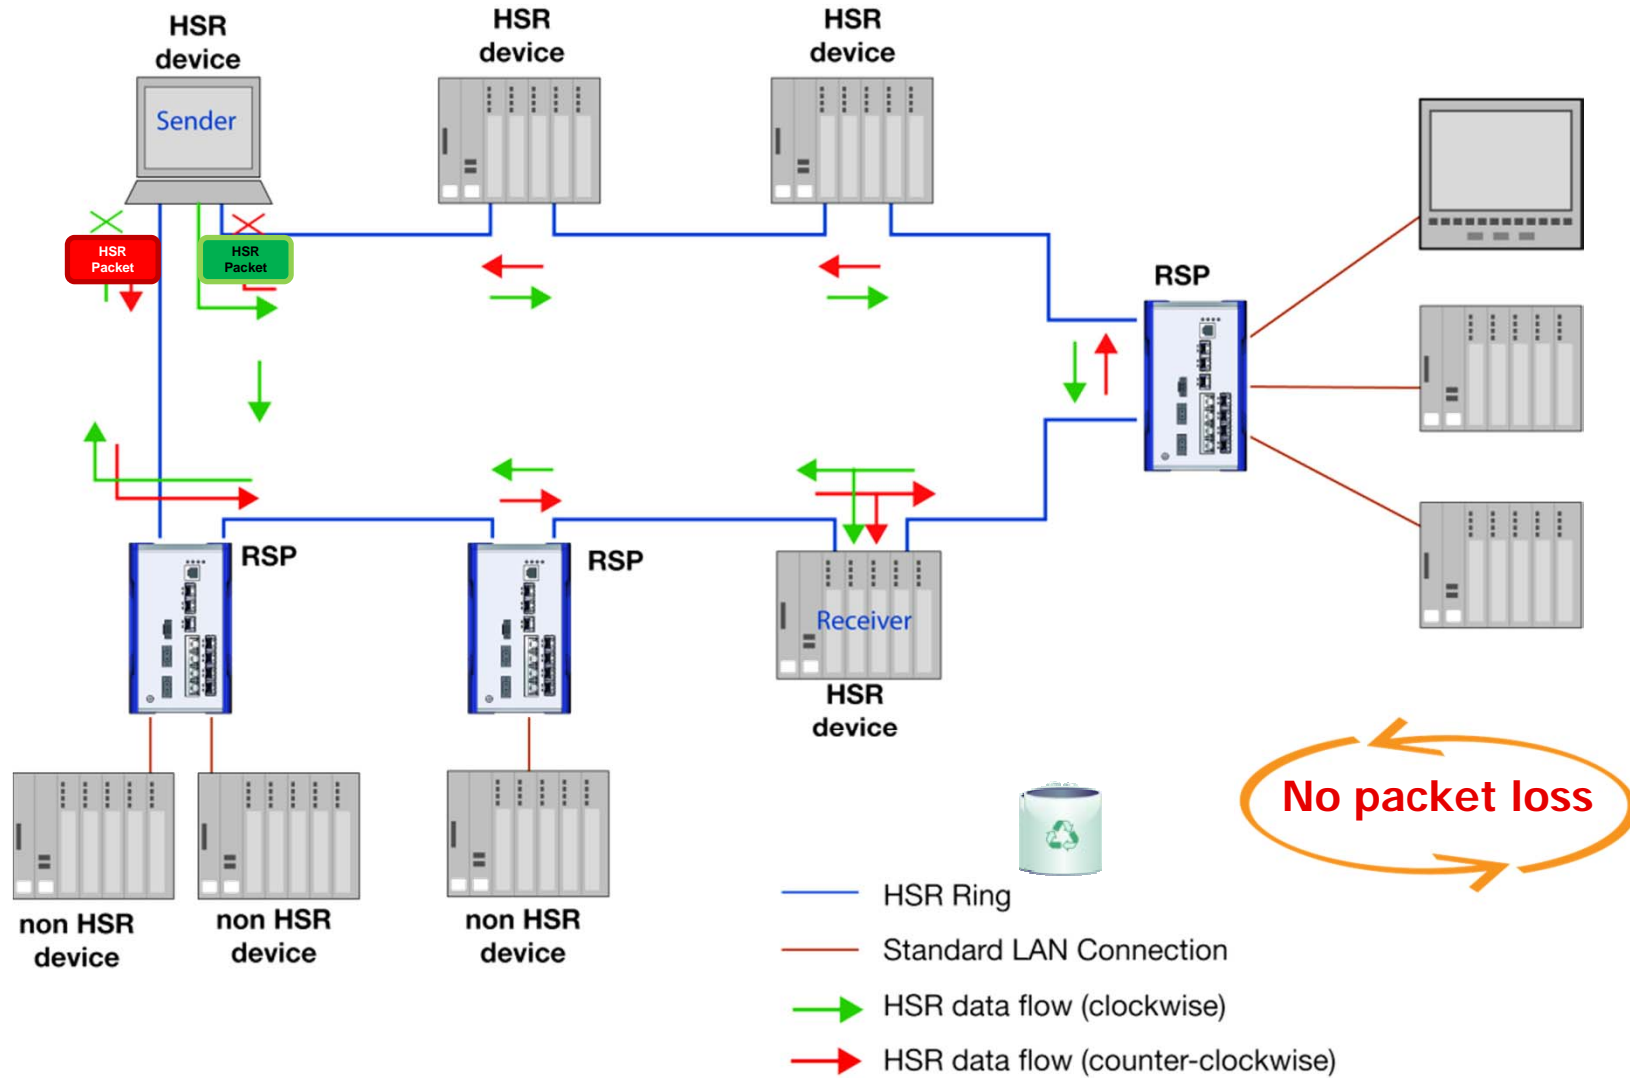 HSR
device
HSR
device
HSR
device
Sender
HSR
Packet
HSR
Packet
RSP
RSP
RSP
Receiver
HSR
device
No packet loss
non HSR
device
non HSR
device
non HSR
device
HSR Ring
Standard LAN Connection
HSR data flow (clockwise)
HSR data flow (counter-clockwise)